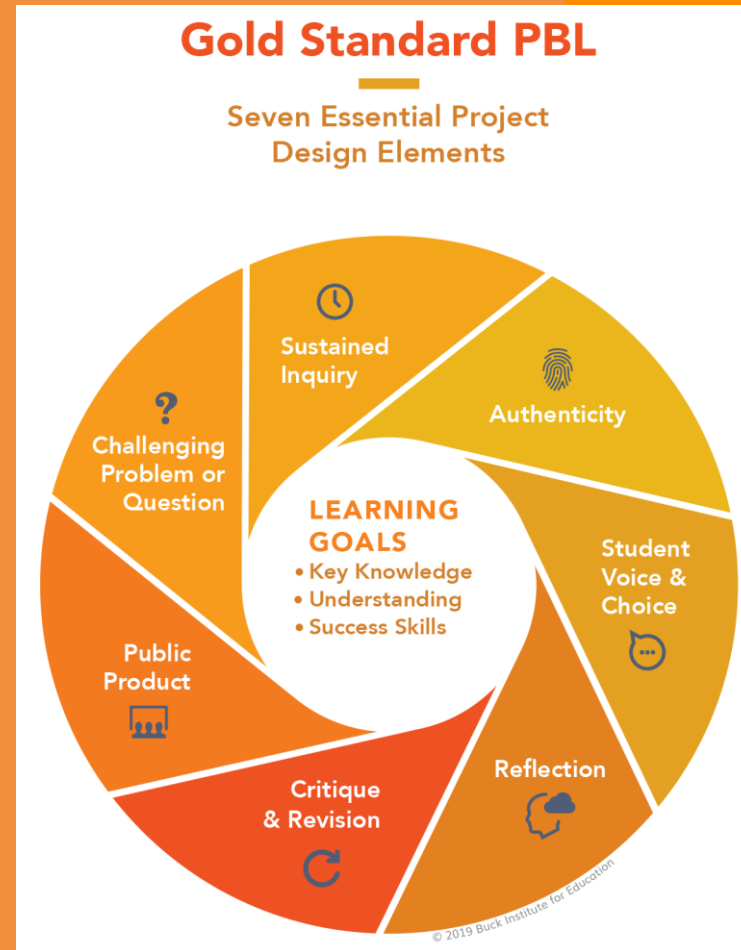 Gold Standard PBL
Seven Essential Project
Design Elements
?
Challenging
Problem or
Question
Sustained
Inquiry
Authenticity
Student
Voice &
Choice
Reflection
Critique
& Revision
Public
Product
LEARNING
GOALS
• Key Knowledge
• Understanding
• Success Skills
© 2019 Buck Institute for Education